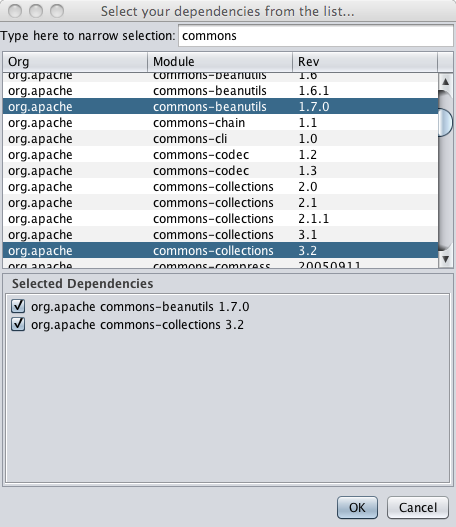 Select your dependencies from the list...
Type here to narrow selection: commons
Org Module Rev
org.apache commons-beanutils 1.6
org.apache commons-beanutils 1.6.1
org.apache commons-beanutils 1.7.0
org.apache commons-chain 1.1
org.apache commons-cli 1.0
org.apache commons-codec 1.2
org.apache commons-codec 1.3
org.apache commons-collections 2.0
org.apache commons-collections 2.1
org.apache commons-collections 2.1.1
org.apache commons-collections 3.1
org.apache commons-collections 3.2
org.apache commons-compress 20050911
Selected Dependencies
org.apache commons-beanutils 1.7.0
org.apache commons-collections 3.2
OK Cancel